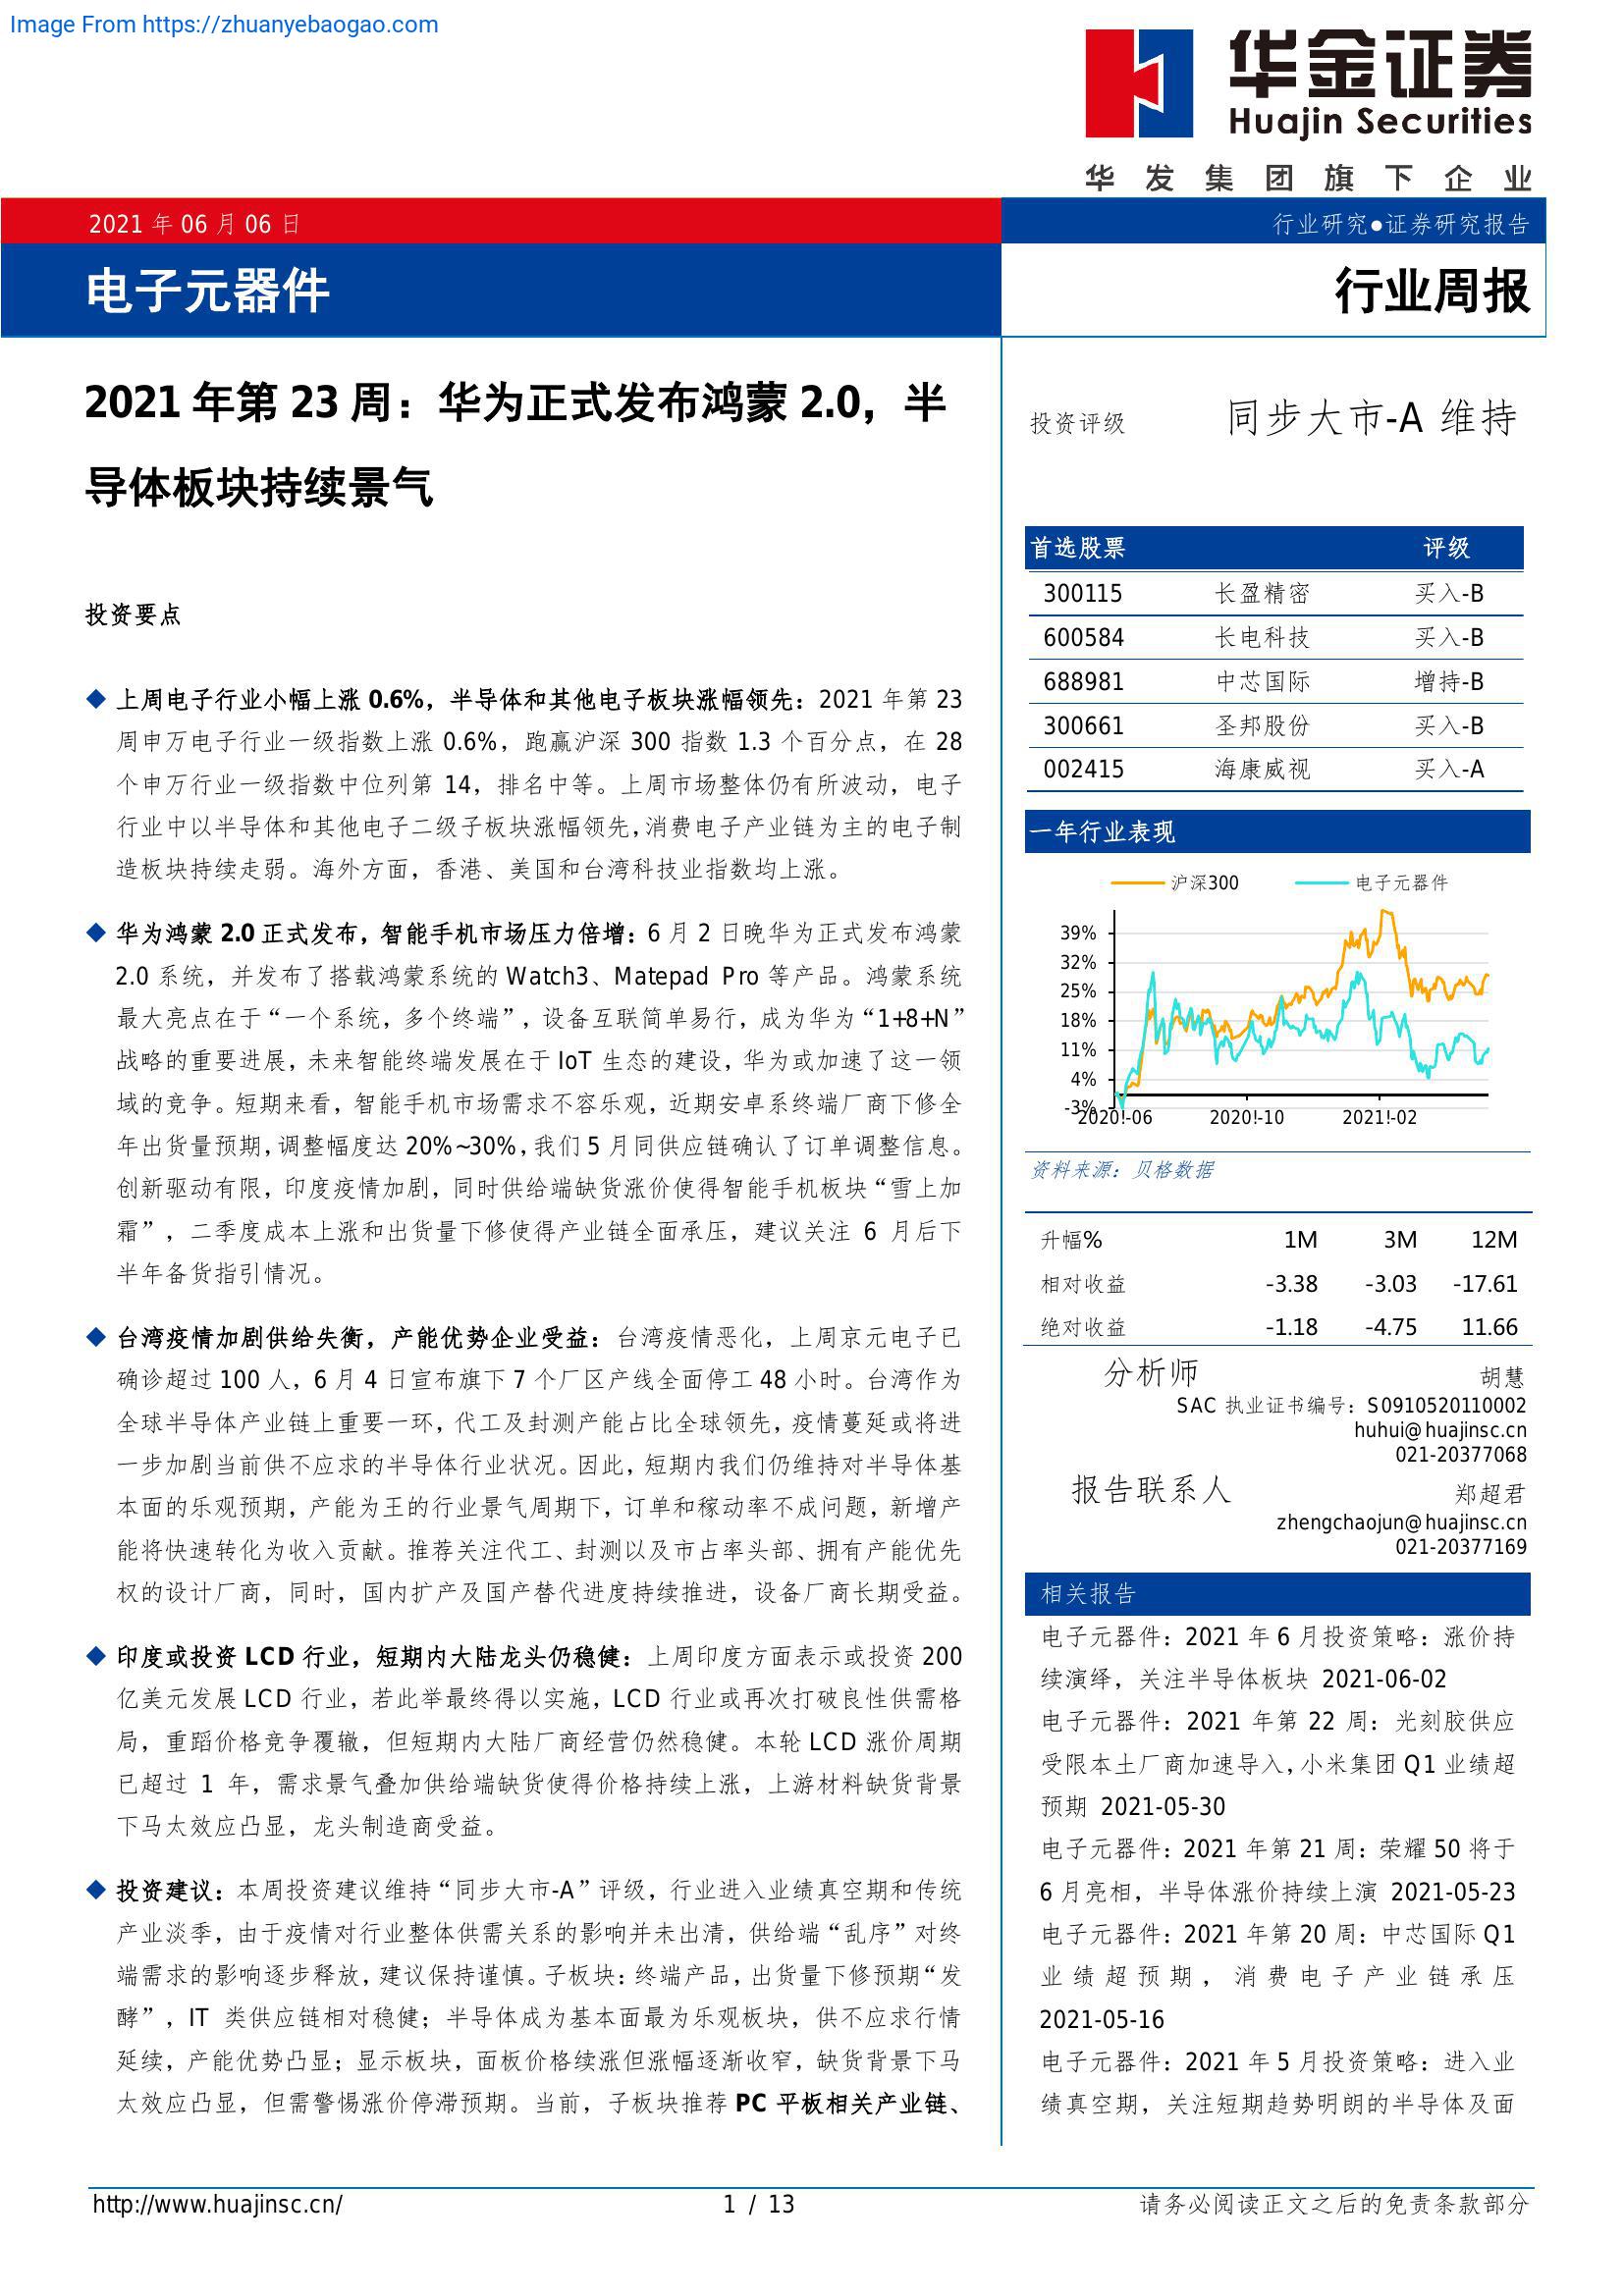 Image From https://zhuanyebaogao.com
华金证券
Huajin Securities
华发集团旗下企业
2021 年 06 月 06 日
行业研究●证券研究报告
电子元器件
行业周报
2021 年第 23 周：华为正式发布鸿蒙 2.0，半
导体板块持续景气
投资要点
◆ 上周电子行业小幅上涨 0.6%，半导体和其他电子板块涨幅领先：2021 年第 23
周申万电子行业一级指数上涨 0.6%，跑赢沪深 300 指数 1.3 个百分点，在 28
个申万行业一级指数中位列第 14，排名中等。上周市场整体仍有所波动，电子
行业中以半导体和其他电子二级子板块涨幅领先，消费电子产业链为主的电子制
造板块持续走弱。海外方面，香港、美国和台湾科技业指数均上涨。
◆ 华为鸿蒙 2.0 正式发布，智能手机市场压力倍增：6 月 2 日晚华为正式发布鸿蒙
2.0 系统，并发布了搭载鸿蒙系统的 Watch3、Matepad Pro 等产品。鸿蒙系统
最大亮点在于“一个系统，多个终端”，设备互联简单易行，成为华为“1+8+N”
战略的重要进展，未来智能终端发展在于 IoT 生态的建设，华为或加速了这一领
域的竞争。短期来看，智能手机市场需求不容乐观，近期安卓系终端厂商下修全
年出货量预期，调整幅度达 20%~30%，我们 5 月同供应链确认了订单调整信息。
创新驱动有限，印度疫情加剧，同时供给端缺货涨价使得智能手机板块“雪上加
霜”，二季度成本上涨和出货量下修使得产业链全面承压，建议关注 6 月后下
半年备货指引情况。
◆ 台湾疫情加剧供给失衡，产能优势企业受益：台湾疫情恶化，上周京元电子已
确诊超过 100 人，6 月 4 日宣布旗下 7 个厂区产线全面停工 48 小时。台湾作为
全球半导体产业链上重要一环，代工及封测产能占比全球领先，疫情蔓延或将进
一步加剧当前供不应求的半导体行业状况。因此，短期内我们仍维持对半导体基
本面的乐观预期，产能为王的行业景气周期下，订单和稼动率不成问题，新增产
能将快速转化为收入贡献。推荐关注代工、封测以及市占率头部、拥有产能优先
权的设计厂商，同时，国内扩产及国产替代进度持续推进，设备厂商长期受益。
◆ 印度或投资 LCD 行业，短期内大陆龙头仍稳健：上周印度方面表示或投资 200
亿美元发展 LCD 行业，若此举最终得以实施，LCD 行业或再次打破良性供需格
局，重蹈价格竞争覆辙，但短期内大陆厂商经营仍然稳健。本轮 LCD 涨价周期
已超过 1 年，需求景气叠加供给端缺货使得价格持续上涨，上游材料缺货背景
下马太效应凸显，龙头制造商受益。
◆ 投资建议：本周投资建议维持“同步大市-A”评级，行业进入业绩真空期和传统
产业淡季，由于疫情对行业整体供需关系的影响并未出清，供给端“乱序”对终
端需求的影响逐步释放，建议保持谨慎。子板块：终端产品，出货量下修预期“发
酵”，IT 类供应链相对稳健；半导体成为基本面最为乐观板块，供不应求行情
延续，产能优势凸显；显示板块，面板价格续涨但涨幅逐渐收窄，缺货背景下马
太效应凸显，但需警惕涨价停滞预期。当前，子板块推荐 PC 平板相关产业链、
投资评级 同步大市-A 维持
首选股票 评级
300115 长盈精密 买入-B
600584 长电科技 买入-B
688981 中芯国际 增持-B
300661 圣邦股份 买入-B
002415 海康威视 买入-A
一年行业表现
沪深300 电子元器件
39%
32%
25%
18%
11%
4%
-3%
2020!-06 2020!-10 2021!-02
资料来源：贝格数据
升幅% 1M 3M 12M
相对收益 -3.38 -3.03 -17.61
绝对收益 -1.18 -4.75 11.66
分析师 胡慧
SAC 执业证书编号：S0910520110002
huhui@huajinsc.cn
021-20377068
报告联系人 郑超君
zhengchaojun@huajinsc.cn
021-20377169
相关报告
电子元器件：2021 年 6 月投资策略：涨价持
续演绎，关注半导体板块 2021-06-02
电子元器件：2021 年第 22 周：光刻胶供应
受限本土厂商加速导入，小米集团 Q1 业绩超
预期 2021-05-30
电子元器件：2021 年第 21 周：荣耀 50 将于
6 月亮相，半导体涨价持续上演 2021-05-23
电子元器件：2021 年第 20 周：中芯国际 Q1
业绩超预期，消费电子产业链承压
2021-05-16
电子元器件：2021 年 5 月投资策略：进入业
绩真空期，关注短期趋势明朗的半导体及面
http://www.huajinsc.cn/ 1 / 13 请务必阅读正文之后的免责条款部分